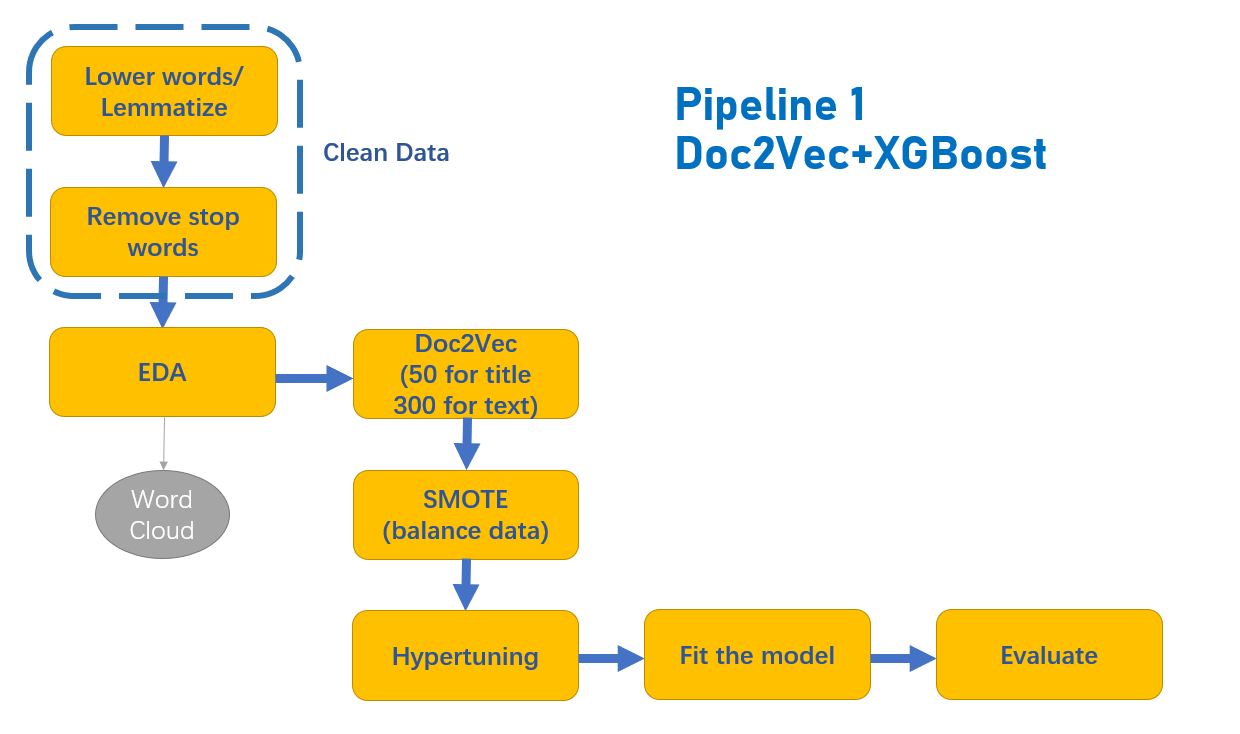 Lower words/
Lemmatize
Clean Data
Remove stop
words
Pipeline 1
Doc2Vec+XGBoost
EDA
Word
Cloud
Doc2Vec
(50 for title
300 for text)
SMOTE
(balance data)
Hypertuning
Fit the model
Evaluate